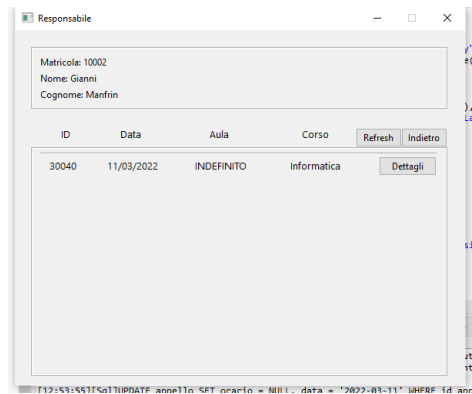 Responsabile
Matricola: 10002
Nome: Gianni
Cognome: Manfrin
ID Data Aula Corso Refresh Indietro
30040 11/03/2022 INDEFINITO Informatica Dettagli
[12:53:55][Sql]UPDATE appello SET orario = NULL, data = '2022-03-11' WHERE id